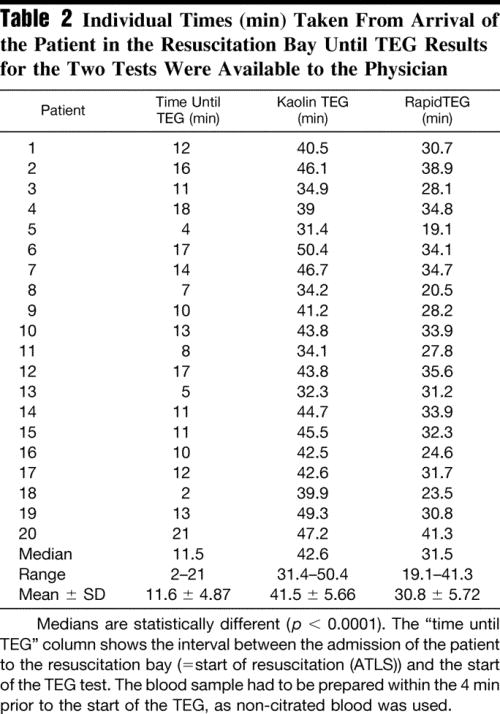 Table 2 Individual Times (min) Taken From Arrival of
the Patient in the Resuscitation Bay Until TEG Results
for the Two Tests Were Available to the Physician
Patient Time Until TEG (min) Kaolin TEG (min) RapidTEG (min)
1 12 40.5 30.7
2 16 46.1 38.9
3 11 34.9 28.1
4 18 39 34.8
5 4 31.4 19.1
6 17 50.4 34.1
7 14 46.7 34.7
8 7 34.2 20.5
9 10 41.2 28.2
10 13 43.8 33.9
11 8 34.1 27.8
12 17 43.8 35.6
13 5 32.3 31.2
14 11 44.7 33.9
15 11 45.5 32.3
16 10 42.5 24.6
17 12 42.6 31.7
18 2 39.9 23.5
19 13 49.3 30.8
20 21 47.2 41.3
Median 11.5 42.6 31.5
Range 2–21 31.4–50.4 19.1–41.3
Mean ± SD 11.6 ± 4.87 41.5 ± 5.66 30.8 ± 5.72
Medians are statistically different (p < 0.0001). The “time until
TEG” column shows the interval between the admission of the patient
to the resuscitation bay (=start of resuscitation (ATLS)) and the start
of the TEG test. The blood sample had to be prepared within the 4 min
prior to the start of the TEG, as non-citrated blood was used.